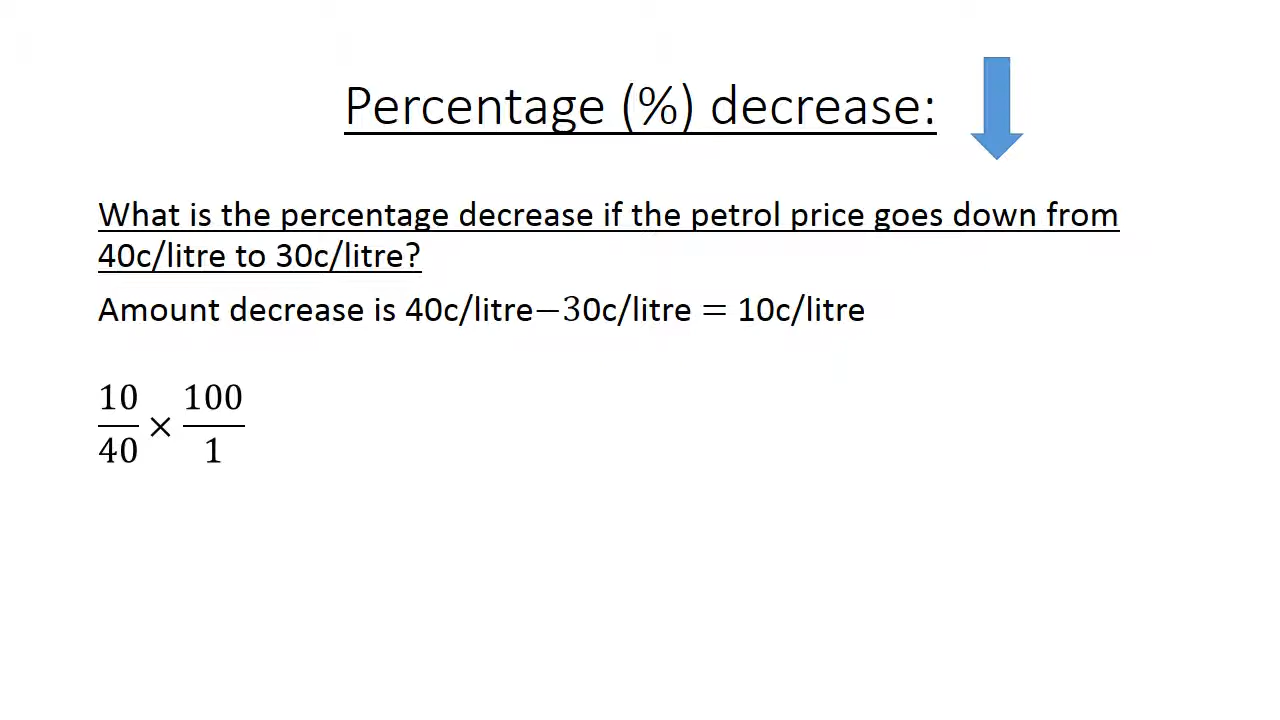 Percentage (%) decrease:
What is the percentage decrease if the petrol price goes down from
40c/litre to 30c/litre?
Amount decrease is 40c/litre−30c/litre = 10c/litre
10/40 × 100/1